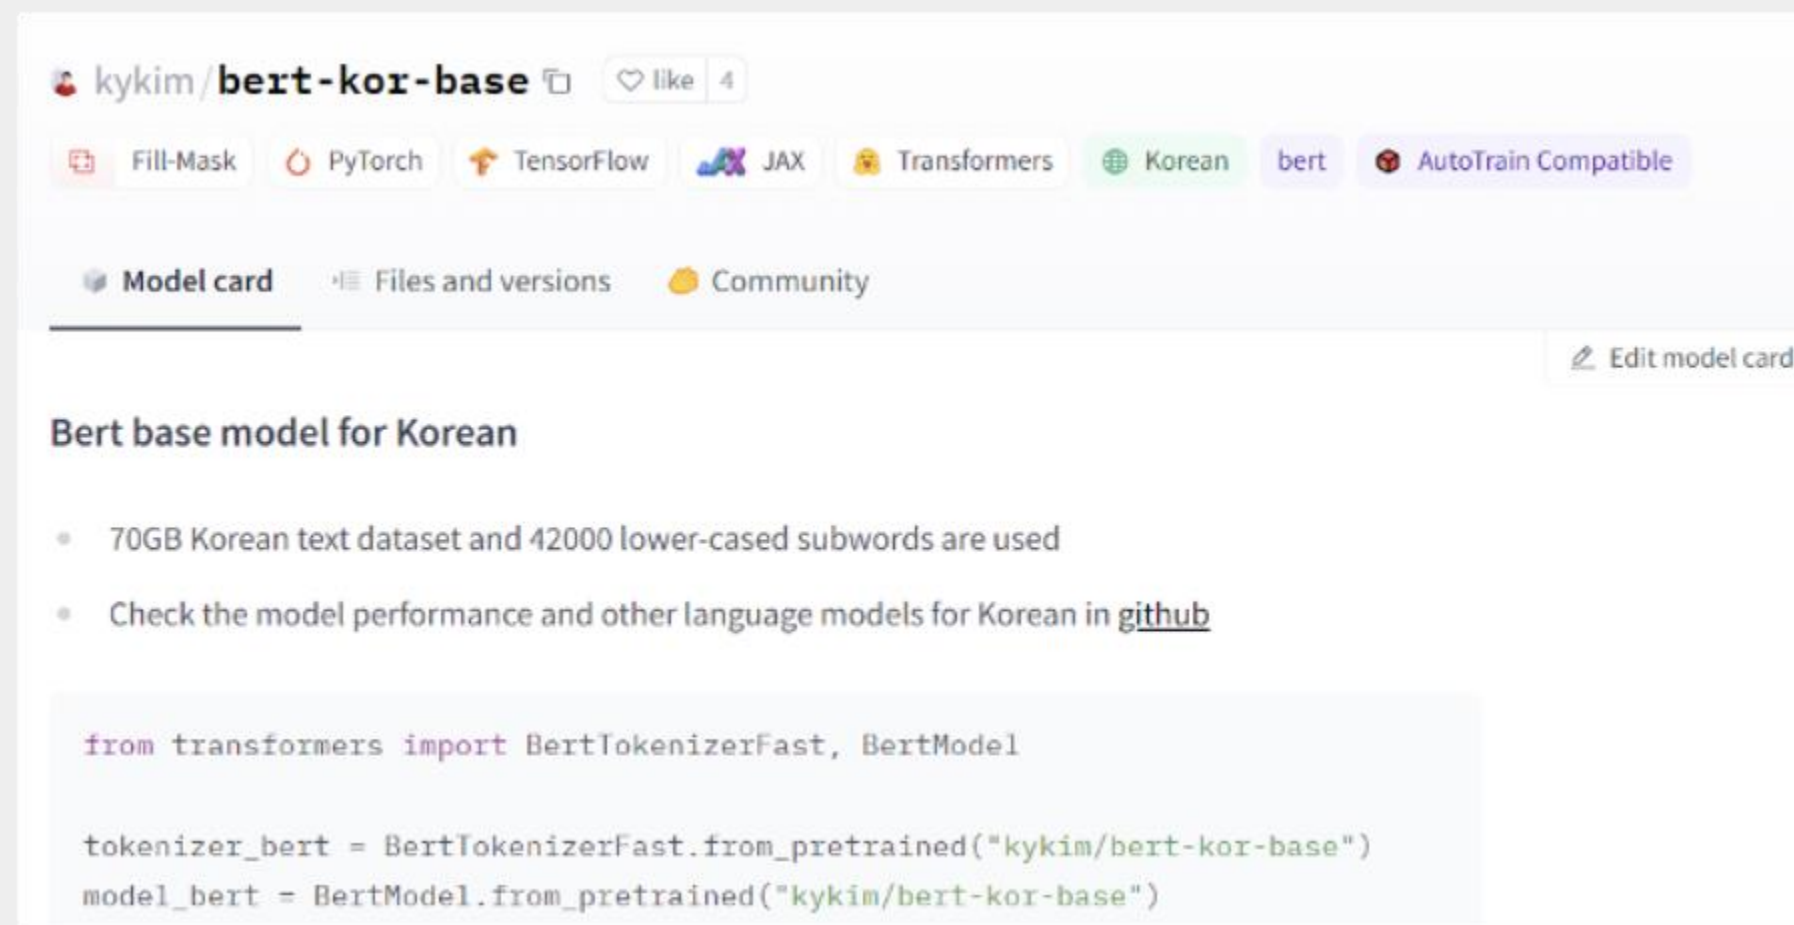 kykim/bert-kor-base like 4
Fill-Mask PyTorch TensorFlow JAX Transformers Korean bert AutoTrain Compatible
Model card Files and versions Community
Edit model card
Bert base model for Korean
70GB Korean text dataset and 42000 lower-cased subwords are used
Check the model performance and other language models for Korean in github
from transformers import BertTokenizerFast, BertModel
tokenizer_bert = BertTokenizerFast.from_pretrained("kykim/bert-kor-base")
model_bert = BertModel.from_pretrained("kykim/bert-kor-base")